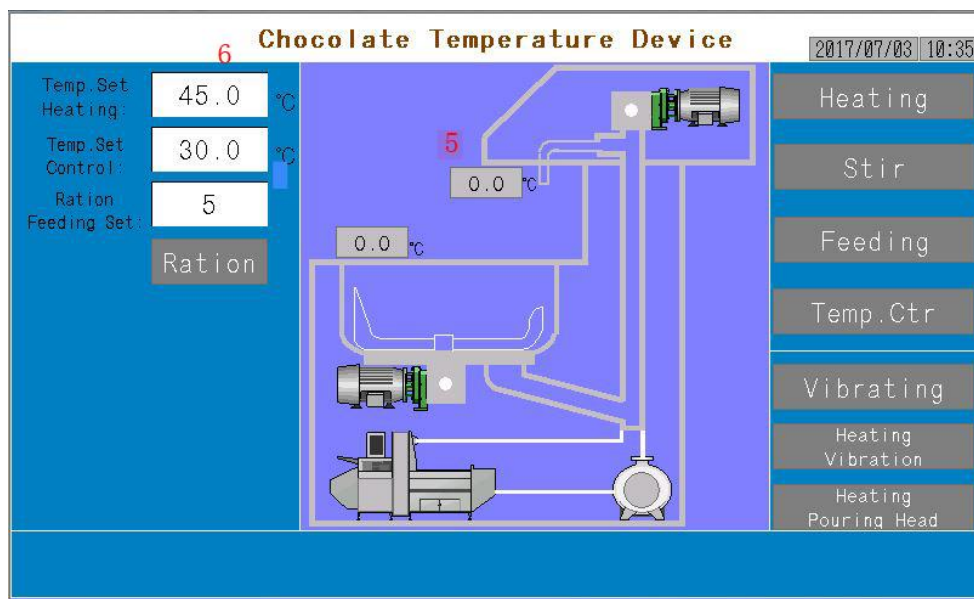 Chocolate Temperature Device
2017/07/03 10:35
6
Temp.Set
Heating:
45.0 °C
Temp.Set
Control:
30.0 °C
Ration
Feeding Set:
5
Ration
5
0.0 °C
0.0 °C
Heating
Stir
Feeding
Temp.Ctr
Vibrating
Heating
Vibration
Heating
Pouring Head